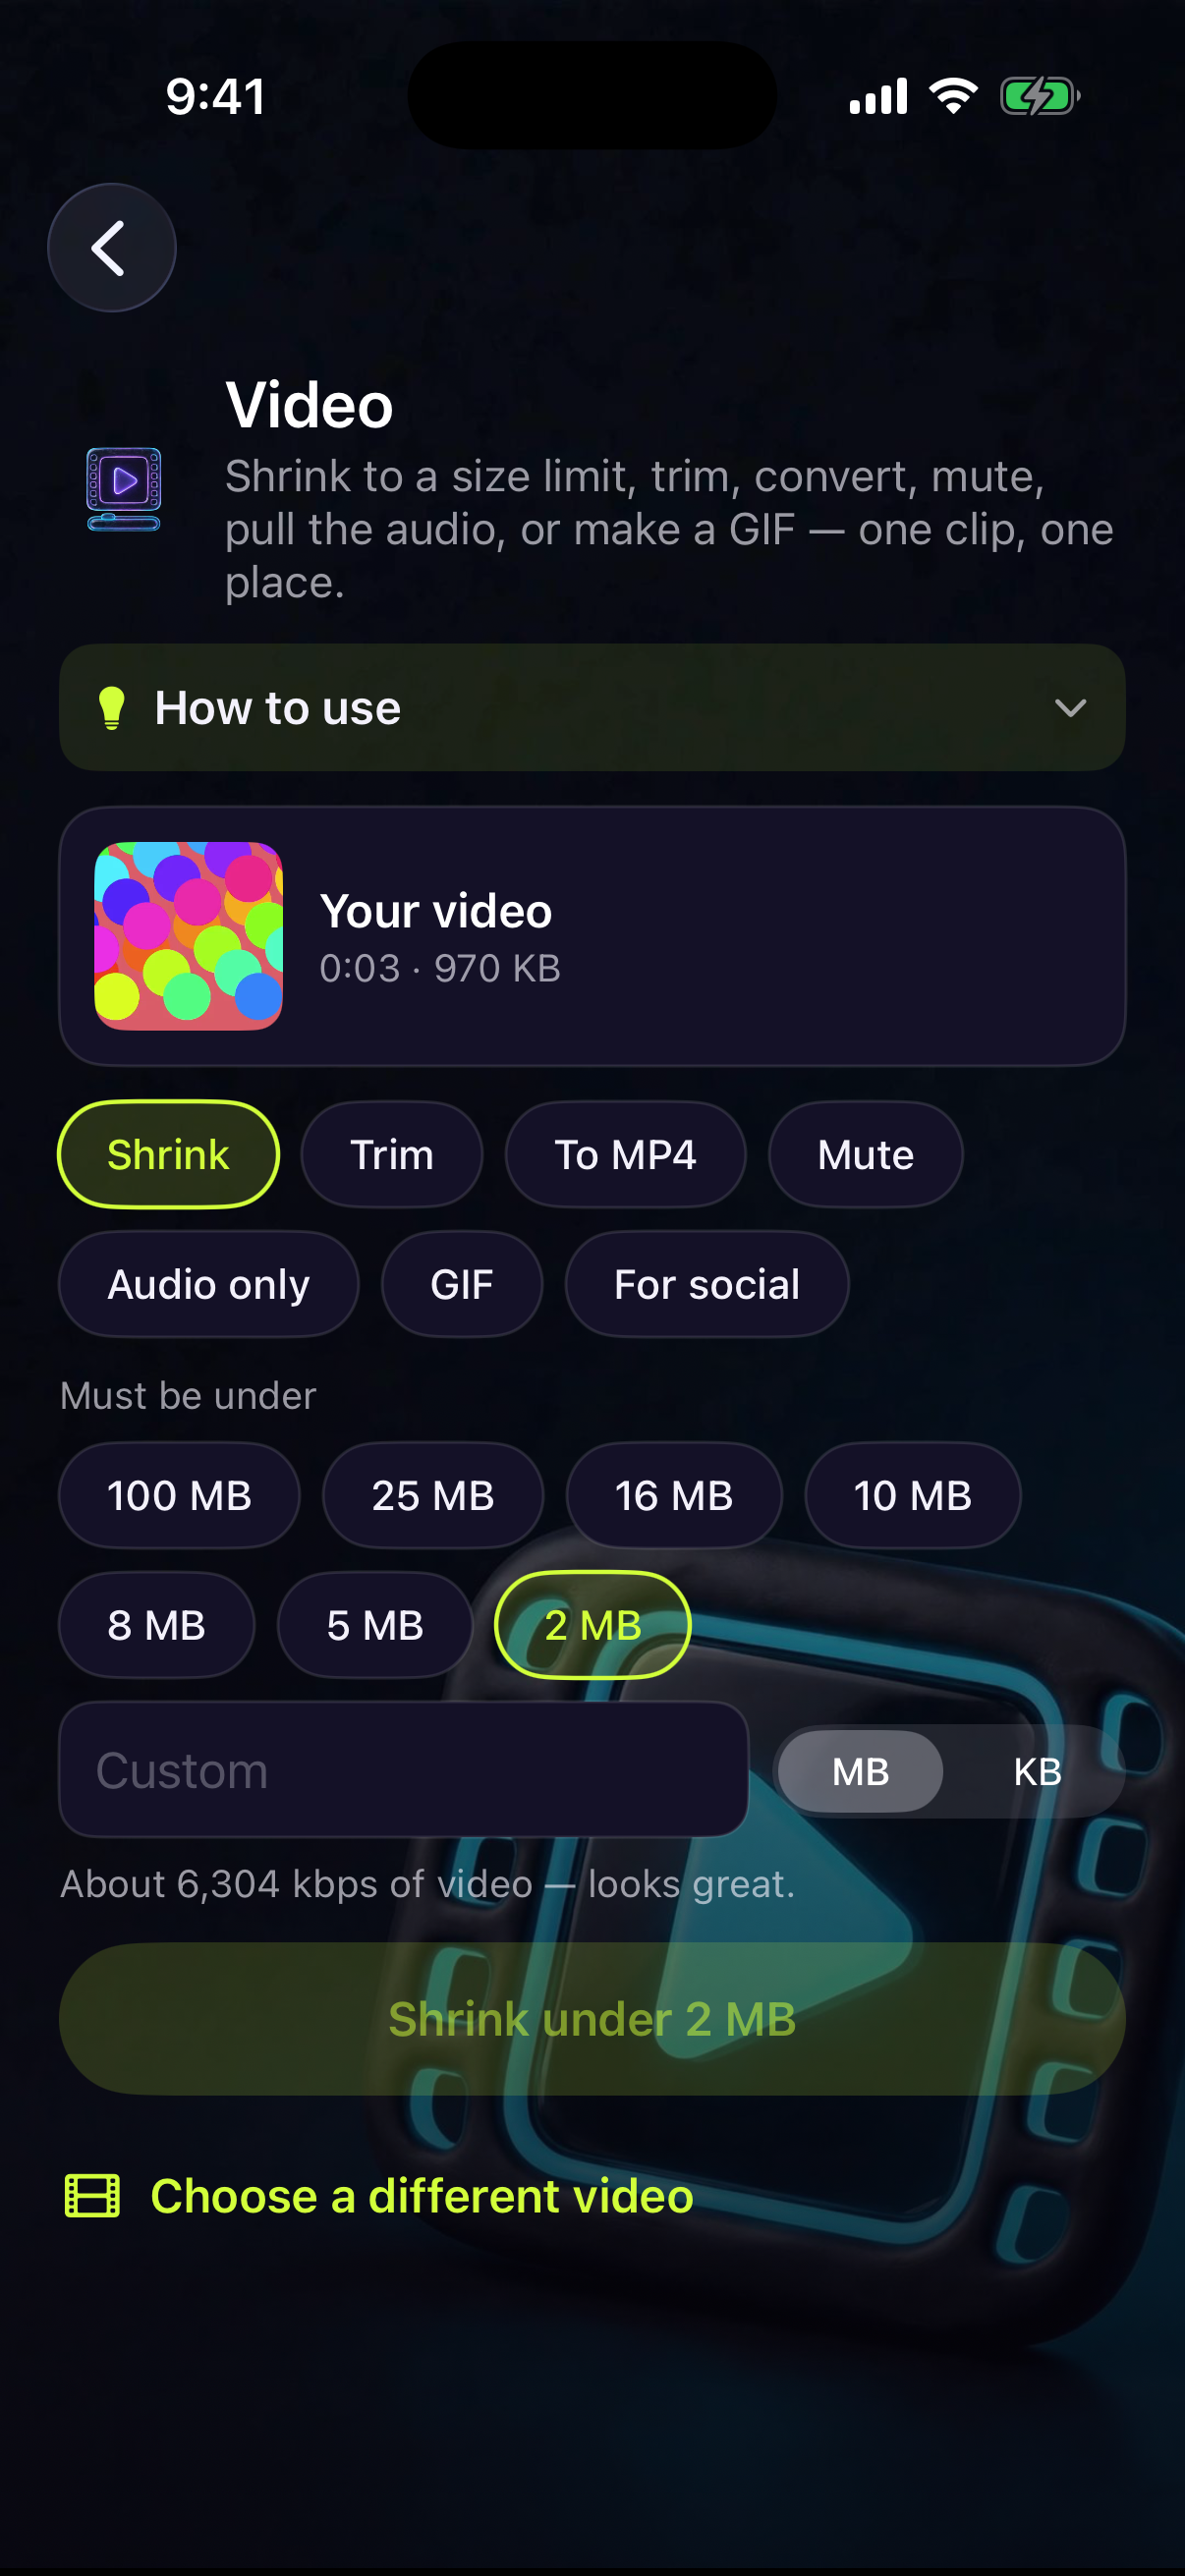 9:41
Video
Shrink to a size limit, trim, convert, mute,
pull the audio, or make a GIF — one clip, one
place.
How to use
Your video
0:03 · 970 KB
Shrink
Trim
To MP4
Mute
Audio only
GIF
For social
Must be under
100 MB
25 MB
16 MB
10 MB
8 MB
5 MB
2 MB
Custom
MB
KB
About 6,304 kbps of video — looks great.
Shrink under 2 MB
Choose a different video